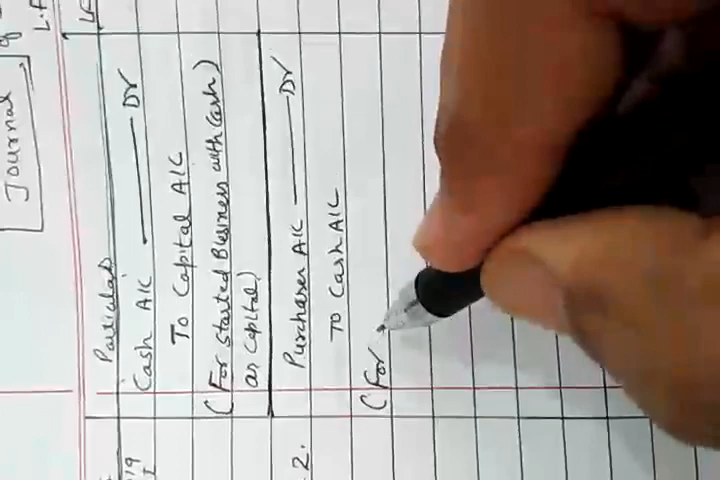 Journal
of
L.F
Particulars
Cash A/C ——— Dr
To Capital A/C
(For Started Business with Cash
as Capital)
2.
Purchases A/C ——— Dr
To Cash A/C
(For